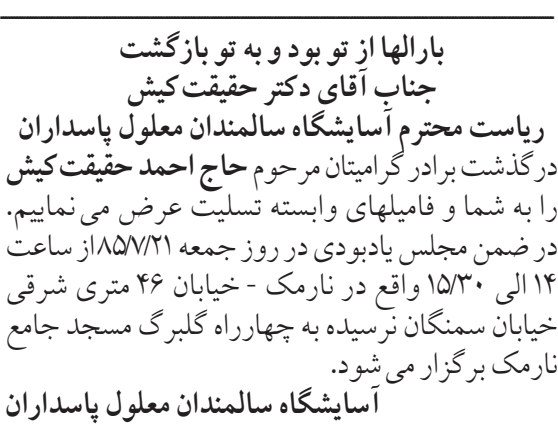 بارالها از تو بود و به تو بازگشت
جناب آقای دکتر حقیقت‌کیش
ریاست محترم آسایشگاه سالمندان معلول پاسداران
درگذشت برادر گرامیتان مرحوم حاج احمد حقیقت‌کیش
را به شما و فامیلهای وابسته تسلیت عرض می‌نماییم.
در ضمن مجلس یادبودی در روز جمعه ۸۵/۷/۲۱از ساعت
۱۴ الی ۱۵/۳۰ واقع در نارمک - خیابان ۴۶ متری شرقی
خیابان سمنگان نرسیده به چهارراه گلبرگ مسجد جامع
نارمک برگزار می‌شود.
آسایشگاه سالمندان معلول پاسداران